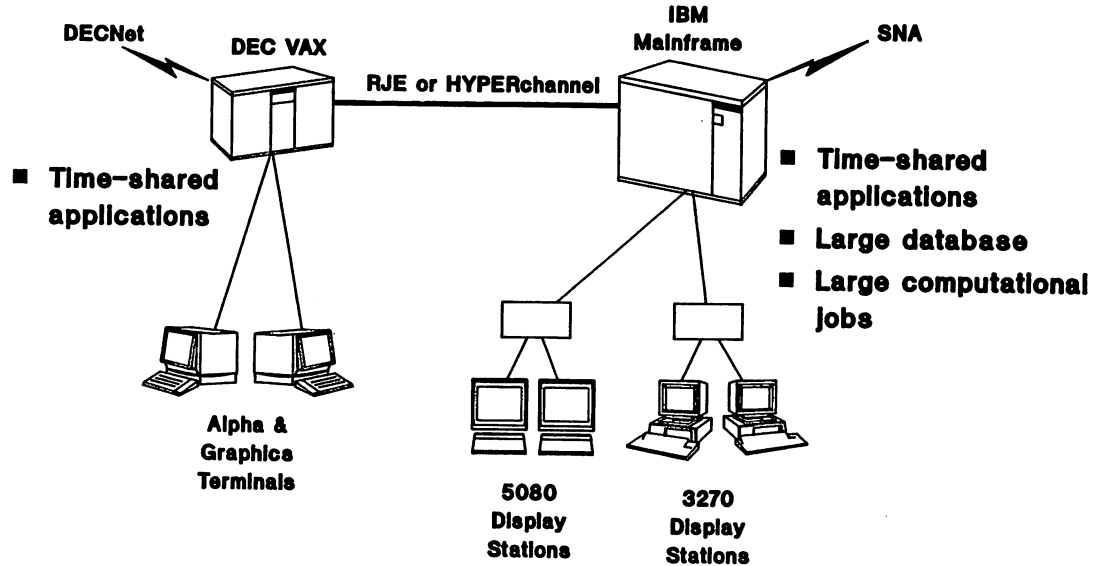 DECNet
DEC VAX
IBM
Mainframe
SNA
RJE or HYPERchannel
■ Time-shared
applications
■ Time-shared
applications
■ Large database
■ Large computational
jobs
Alpha &
Graphics
Terminals
5080
Display
Stations
3270
Display
Stations